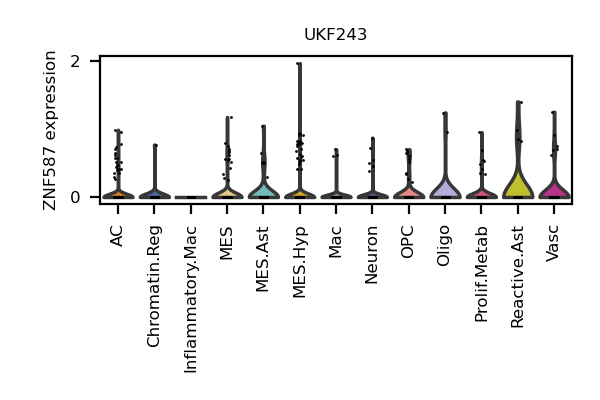 UKF243
ZNF587 expression
2
0
AC
Chromatin.Reg
Inflammatory.Mac
MES
MES.Ast
MES.Hyp
Mac
Neuron
OPC
Oligo
Prolif.Metab
Reactive.Ast
Vasc